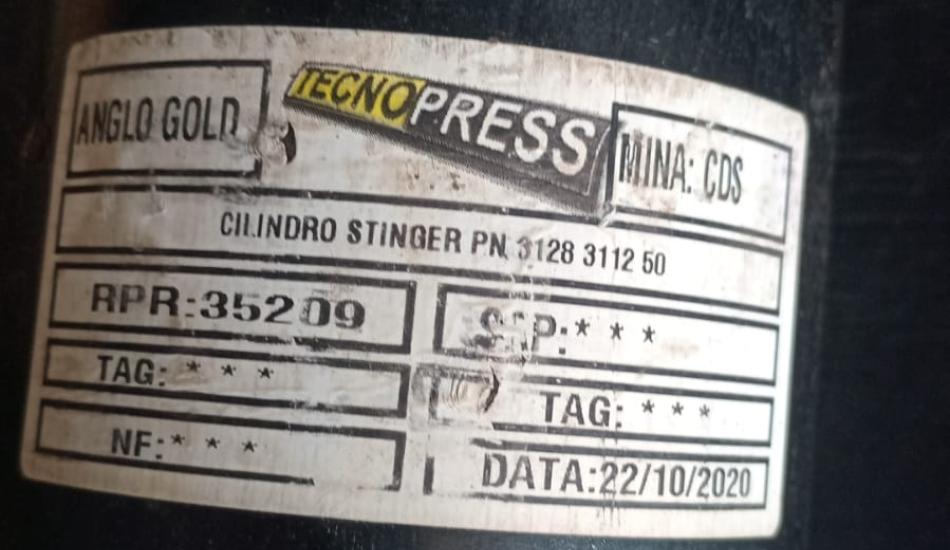 ANGLO GOLD
TECNOPRESS
MINA: CDS
CILINDRO STINGER PN 3128 3112 50
RPR:35209
TAG: * * *
TAG: * * *
NF:* * *
DATA:22/10/2020